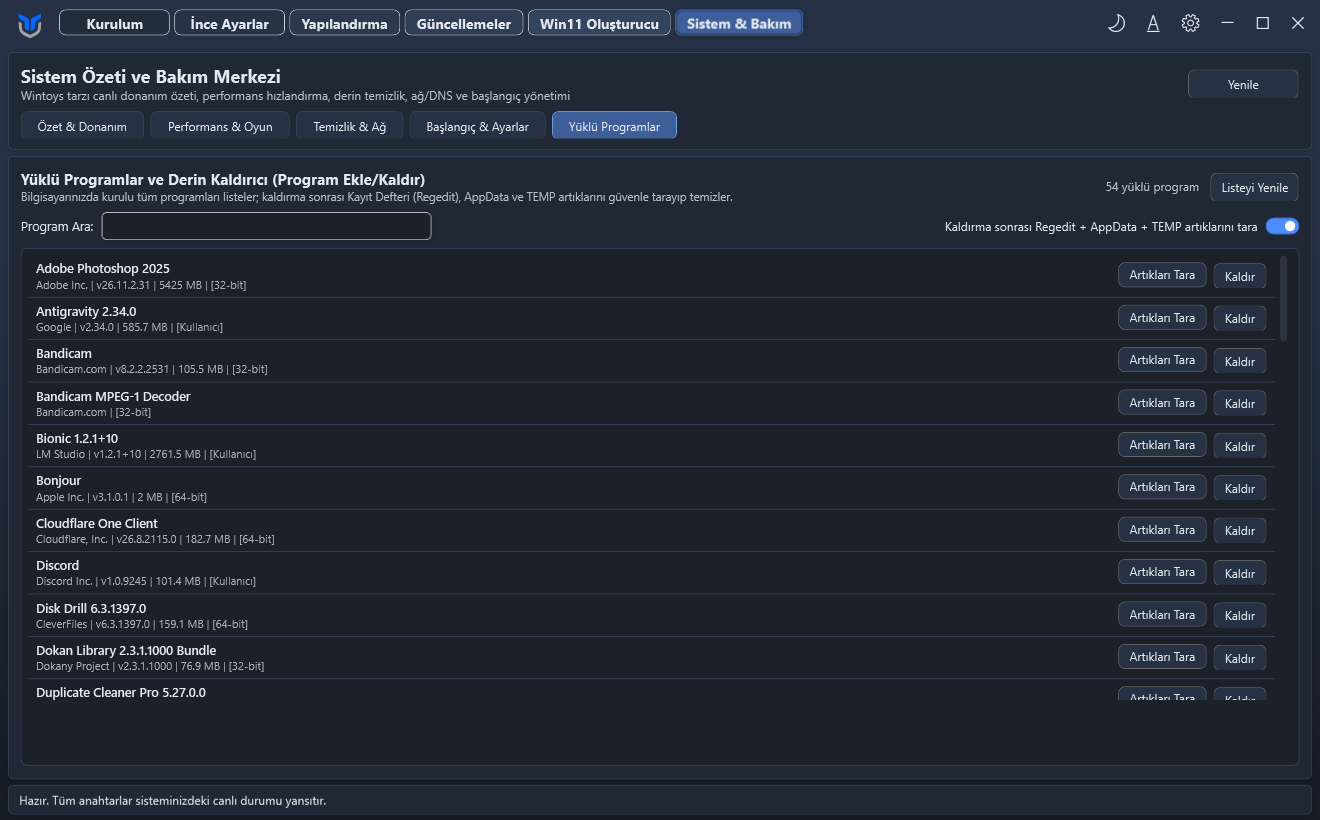 Kurulum İnce Ayarlar Yapılandırma Güncellemeler Win11 Oluşturucu Sistem & Bakım
Sistem Özeti ve Bakım Merkezi
Wintoys tarzı canlı donanım özeti, performans hızlandırma, derin temizlik, ağ/DNS ve başlangıç yönetimi
Yenile
Özet & Donanım Performans & Oyun Temizlik & Ağ Başlangıç & Ayarlar Yüklü Programlar
Yüklü Programlar ve Derin Kaldırıcı (Program Ekle/Kaldır)
Bilgisayarınızda kurulu tüm programları listeler; kaldırma sonrası Kayıt Defteri (Regedit), AppData ve TEMP artıklarını güvenle tarayıp temizler.
54 yüklü program Listeyi Yenile
Program Ara: Kaldırma sonrası Regedit + AppData + TEMP artıklarını tara
Adobe Photoshop 2025
Adobe Inc. | v26.11.2.31 | 5425 MB | [32-bit]
Artıkları Tara Kaldır
Antigravity 2.34.0
Google | v2.34.0 | 585.7 MB | [Kullanıcı]
Artıkları Tara Kaldır
Bandicam
Bandicam.com | v8.2.2.2531 | 105.5 MB | [32-bit]
Artıkları Tara Kaldır
Bandicam MPEG-1 Decoder
Bandicam.com | [32-bit]
Artıkları Tara Kaldır
Bionic 1.2.1+10
LM Studio | v1.2.1+10 | 2761.5 MB | [Kullanıcı]
Artıkları Tara Kaldır
Bonjour
Apple Inc. | v3.1.0.1 | 2 MB | [64-bit]
Artıkları Tara Kaldır
Cloudflare One Client
Cloudflare, Inc. | v26.8.2115.0 | 182.7 MB | [64-bit]
Artıkları Tara Kaldır
Discord
Discord Inc. | v1.0.9245 | 101.4 MB | [Kullanıcı]
Artıkları Tara Kaldır
Disk Drill 6.3.1397.0
CleverFiles | v6.3.1397.0 | 159.1 MB | [64-bit]
Artıkları Tara Kaldır
Dokan Library 2.3.1.1000 Bundle
Dokany Project | v2.3.1.1000 | 76.9 MB | [32-bit]
Artıkları Tara Kaldır
Duplicate Cleaner Pro 5.27.0.0
Artıkları Tara Kaldır
Hazır. Tüm anahtarlar sisteminizdeki canlı durumu yansıtır.